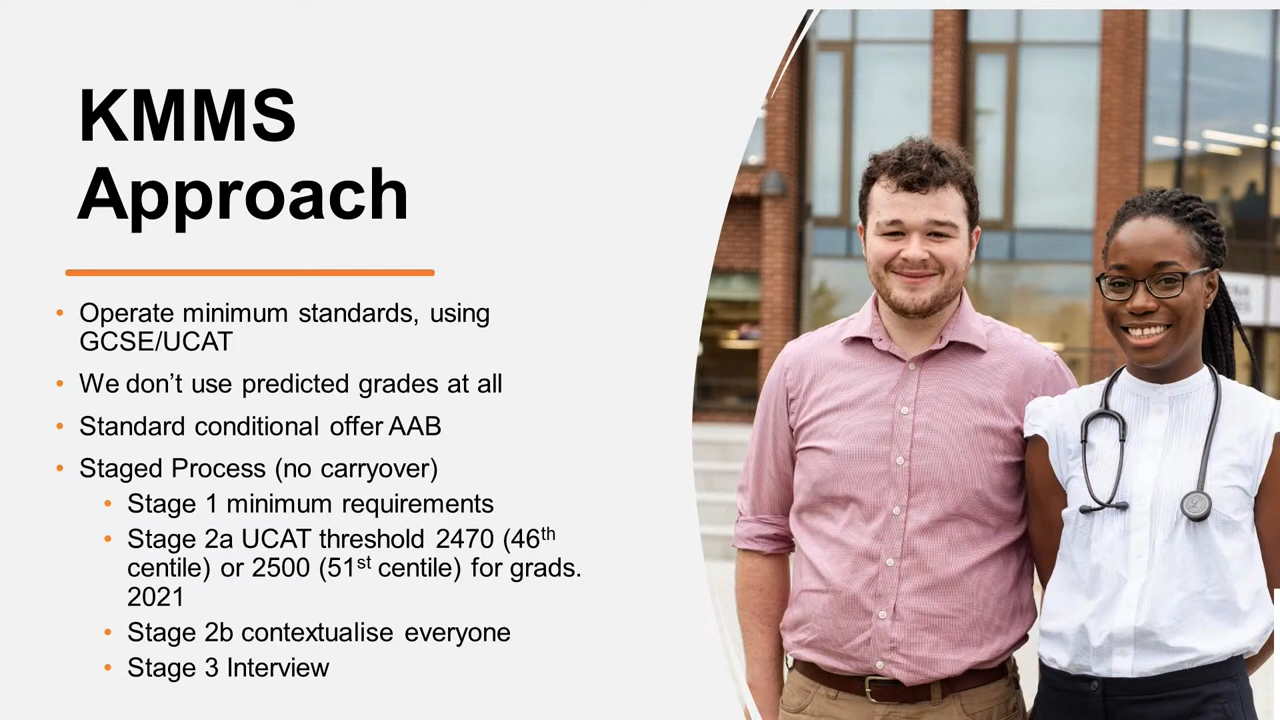 KMMS
Approach
• Operate minimum standards, using
GCSE/UCAT
• We don’t use predicted grades at all
• Standard conditional offer AAB
• Staged Process (no carryover)
• Stage 1 minimum requirements
• Stage 2a UCAT threshold 2470 (46th
centile) or 2500 (51st centile) for grads.
2021
• Stage 2b contextualise everyone
• Stage 3 Interview